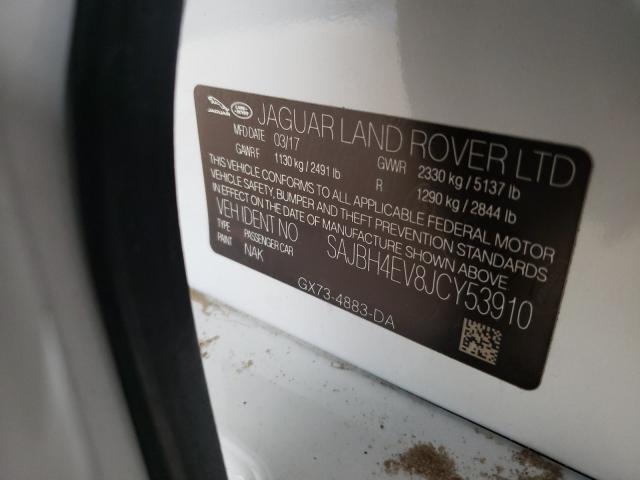 JAGUAR LAND-ROVER JAGUAR LAND ROVER LTD
MFD DATE 03/17 GVWR 2330 kg / 5137 lb
GAWR F 1130 kg / 2491 lb R 1290 kg / 2844 lb
THIS VEHICLE CONFORMS TO ALL APPLICABLE FEDERAL MOTOR
VEHICLE SAFETY, BUMPER AND THEFT PREVENTION STANDARDS
IN EFFECT ON THE DATE OF MANUFACTURE SHOWN ABOVE
VEH IDENT NO SAJBH4EV8JCY53910
TYPE PASSENGER CAR
PAINT NAK
GX73-4883-DA